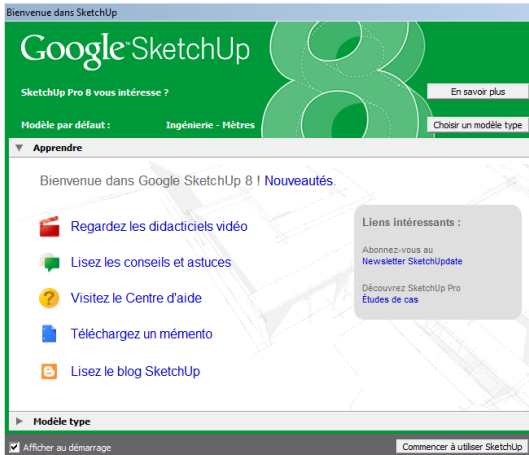 Bienvenue dans SketchUp
Google SketchUp 8
SketchUp Pro 8 vous intéresse ?
En savoir plus
Modèle par défaut : Ingénierie - Mètres
Choisir un modèle type
Apprendre
Bienvenue dans Google SketchUp 8 ! Nouveautés.
Regardez les didacticiels vidéo
Lisez les conseils et astuces
Visitez le Centre d'aide
Téléchargez un mémento
Lisez le blog SketchUp
Liens intéressants :
Abonnez-vous au
Newsletter SketchUpdate
Découvrez SketchUp Pro
Études de cas
Modèle type
Afficher au démarrage
Commencer à utiliser SketchUp